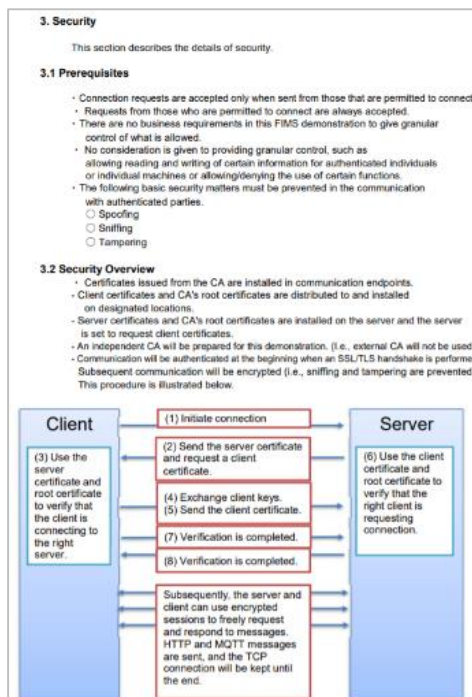 3. Security
This section describes the details of security.
3.1 Prerequisites
・Connection requests are accepted only when sent from those that are permitted to connect
・Requests from those who are permitted to connect are always accepted.
・There are no business requirements in this FIMS demonstration to give granular
control of what is allowed.
・No consideration is given to providing granular control, such as
allowing reading and writing of certain information for authenticated individuals
or individual machines or allowing/denying the use of certain functions.
・The following basic security matters must be prevented in the communication
with authenticated parties.
○ Spoofing
○ Sniffing
○ Tampering
3.2 Security Overview
・Certificates issued from the CA are installed in communication endpoints.
- Client certificates and CA's root certificates are distributed to and installed
on designated locations.
- Server certificates and CA's root certificates are installed on the server and the server
is set to request client certificates.
- An independent CA will be prepared for this demonstration. (I.e., external CA will not be used
- Communication will be authenticated at the beginning when an SSL/TLS handshake is performe
Subsequent communication will be encrypted (i.e., sniffing and tampering are prevented
This procedure is illustrated below.
Client
(3) Use the
server
certificate and
root certificate
to verify that
the client is
connecting to
the right
server.
(1) Initiate connection
(2) Send the server certificate
and request a client
certificate.
(4) Exchange client keys.
(5) Send the client certificate.
(7) Verification is completed.
(8) Verification is completed.
Subsequently, the server and
client can use encrypted
sessions to freely request
and respond to messages.
HTTP and MQTT messages
are sent, and the TCP
connection will be kept until
the end.
Server
(6) Use the client
certificate and
root certificate to
verify that the
right client is
requesting
connection.